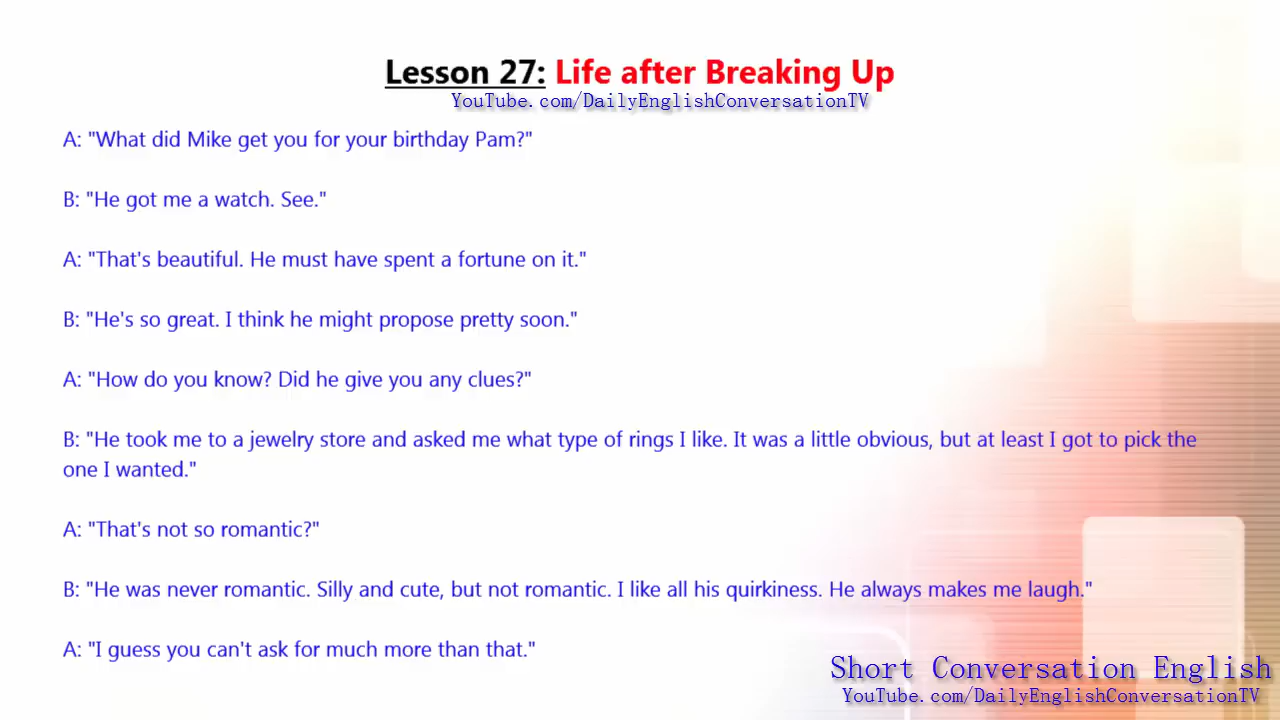 Lesson 27: Life after Breaking Up
YouTube.com/DailyEnglishConversationTV
A: "What did Mike get you for your birthday Pam?"
B: "He got me a watch. See."
A: "That's beautiful. He must have spent a fortune on it."
B: "He's so great. I think he might propose pretty soon."
A: "How do you know? Did he give you any clues?"
B: "He took me to a jewelry store and asked me what type of rings I like. It was a little obvious, but at least I got to pick the
one I wanted."
A: "That's not so romantic?"
B: "He was never romantic. Silly and cute, but not romantic. I like all his quirkiness. He always makes me laugh."
A: "I guess you can't ask for much more than that."
Short Conversation English
YouTube.com/DailyEnglishConversationTV